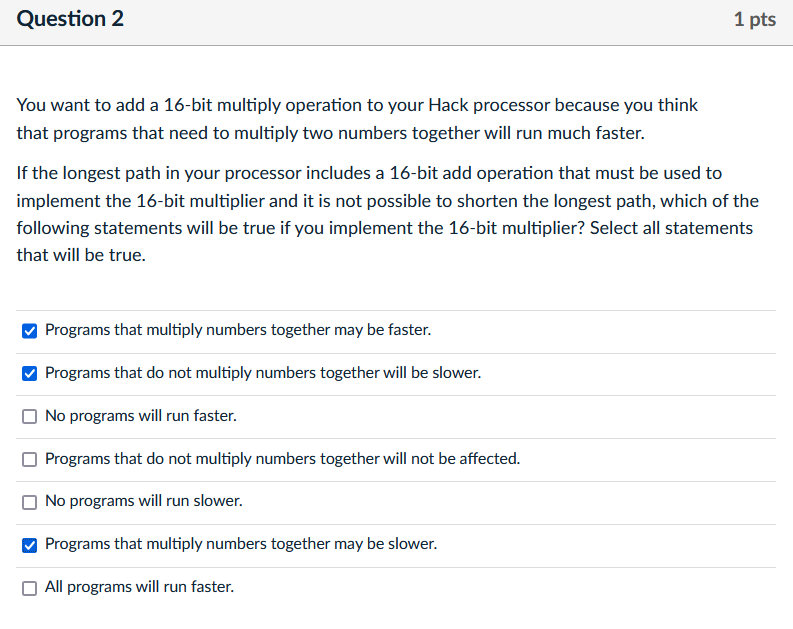 Question 2
1 pts
You want to add a 16-bit multiply operation to your Hack processor because you think
that programs that need to multiply two numbers together will run much faster.
If the longest path in your processor includes a 16-bit add operation that must be used to
implement the 16-bit multiplier and it is not possible to shorten the longest path, which of the
following statements will be true if you implement the 16-bit multiplier? Select all statements
that will be true.
Programs that multiply numbers together may be faster.
Programs that do not multiply numbers together will be slower.
No programs will run faster.
Programs that do not multiply numbers together will not be affected.
No programs will run slower.
Programs that multiply numbers together may be slower.
All programs will run faster.